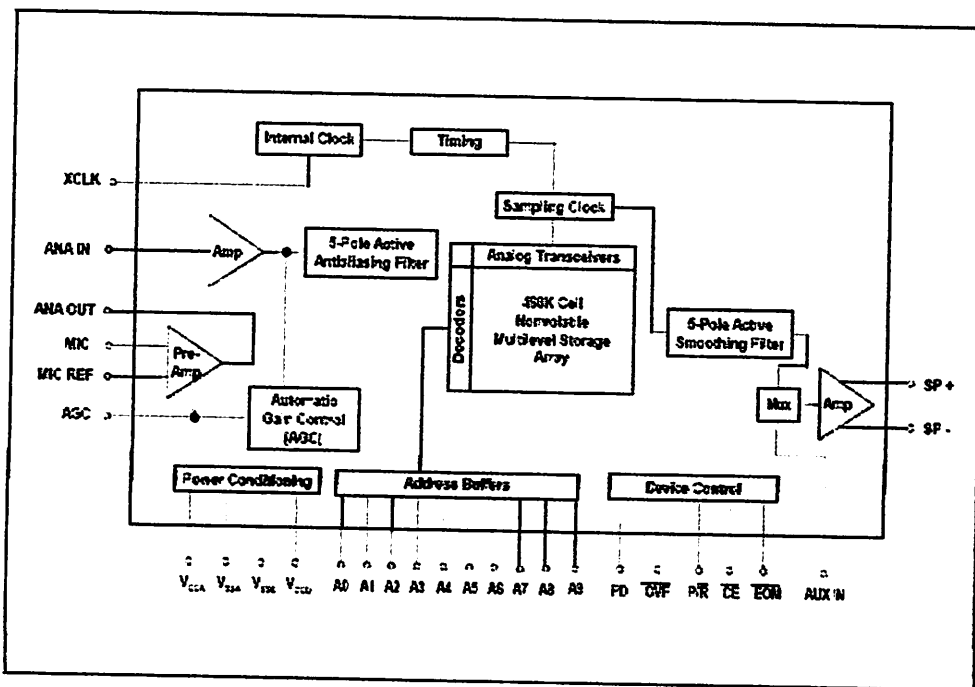 Internal Clock
Timing
XCLK
Sampling Clock
ANA IN
Amp
5-Pole Active
Antialiasing Filter
Analog Transceivers
Decoders
Cell
Nonvolatile
Multilevel Storage
Array
ANA OUT
MIC
MIC REF
Pre-
Amp
5-Pole Active
Smoothing Filter
AGC
Automatic
Gain Control
(AGC)
Mux
Amp
SP +
SP -
Power Conditioning
Address Buffers
Device Control
A0 A1 A2 A3 A4 A5 A6 A7 A8 A9 PD OVF P/R CE EOM AUX IN